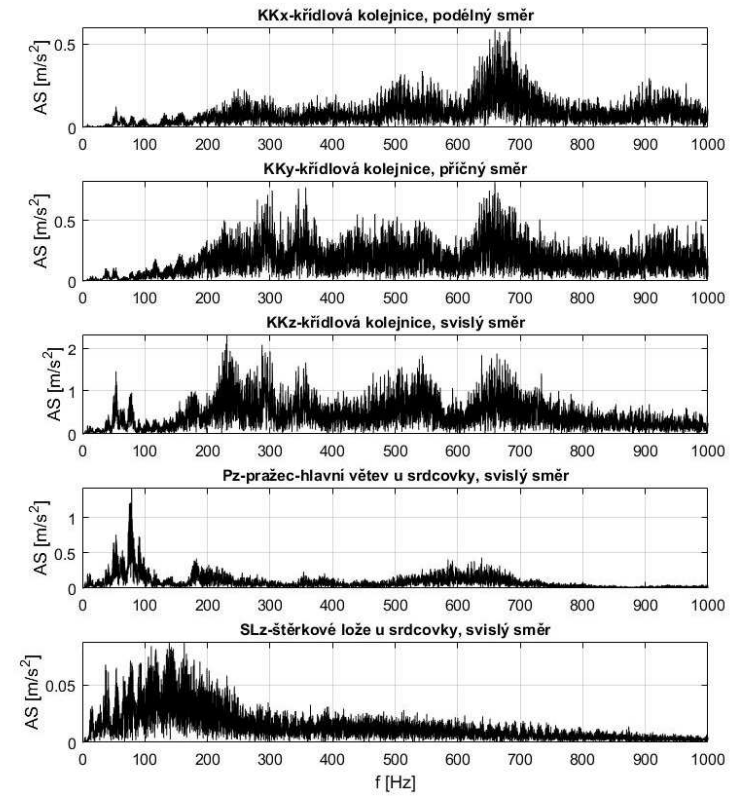 KKx-křídlová kolejnice, podélný směr
AS [m/s²]
0.5
0
0 100 200 300 400 500 600 700 800 900 1000
KKy-křídlová kolejnice, příčný směr
AS [m/s²]
0.5
0
0 100 200 300 400 500 600 700 800 900 1000
KKz-křídlová kolejnice, svislý směr
AS [m/s²]
2
1
0
0 100 200 300 400 500 600 700 800 900 1000
Pz-pražec-hlavní větev u srdcovky, svislý směr
AS [m/s²]
1
0.5
0
0 100 200 300 400 500 600 700 800 900 1000
SLz-štěrkové lože u srdcovky, svislý směr
AS [m/s²]
0.05
0
0 100 200 300 400 500 600 700 800 900 1000
f [Hz]